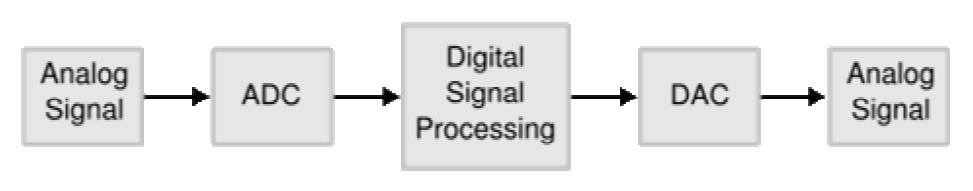 Analog
Signal
ADC
Digital
Signal
Processing
DAC
Analog
Signal